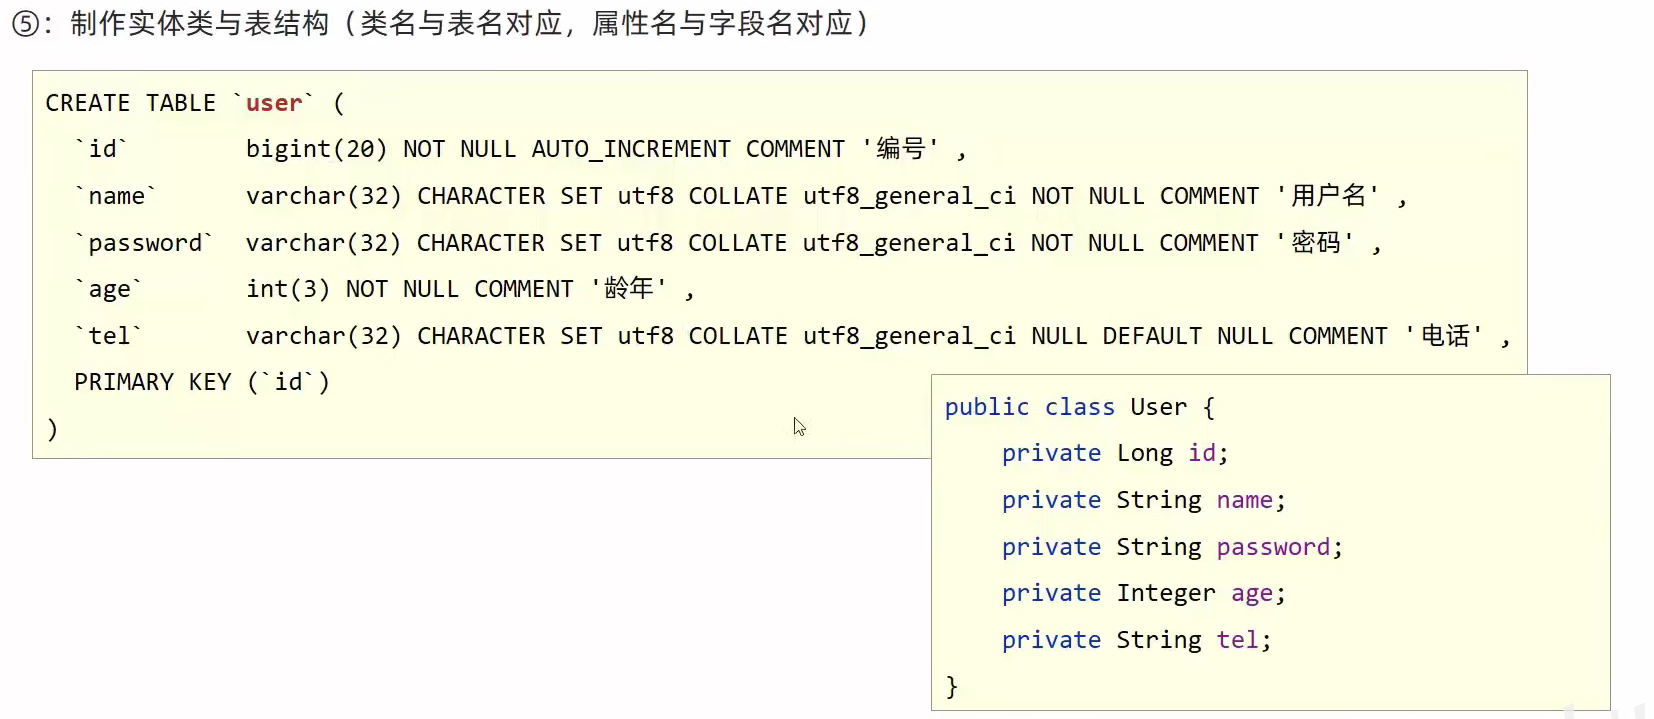 ⑤：制作实体类与表结构（类名与表名对应，属性名与字段名对应）
CREATE TABLE `user` (
`id` bigint(20) NOT NULL AUTO_INCREMENT COMMENT '编号' ,
`name` varchar(32) CHARACTER SET utf8 COLLATE utf8_general_ci NOT NULL COMMENT '用户名' ,
`password` varchar(32) CHARACTER SET utf8 COLLATE utf8_general_ci NOT NULL COMMENT '密码' ,
`age` int(3) NOT NULL COMMENT '龄年' ,
`tel` varchar(32) CHARACTER SET utf8 COLLATE utf8_general_ci NULL DEFAULT NULL COMMENT '电话' ,
PRIMARY KEY (`id`)
)
public class User {
private Long id;
private String name;
private String password;
private Integer age;
private String tel;
}